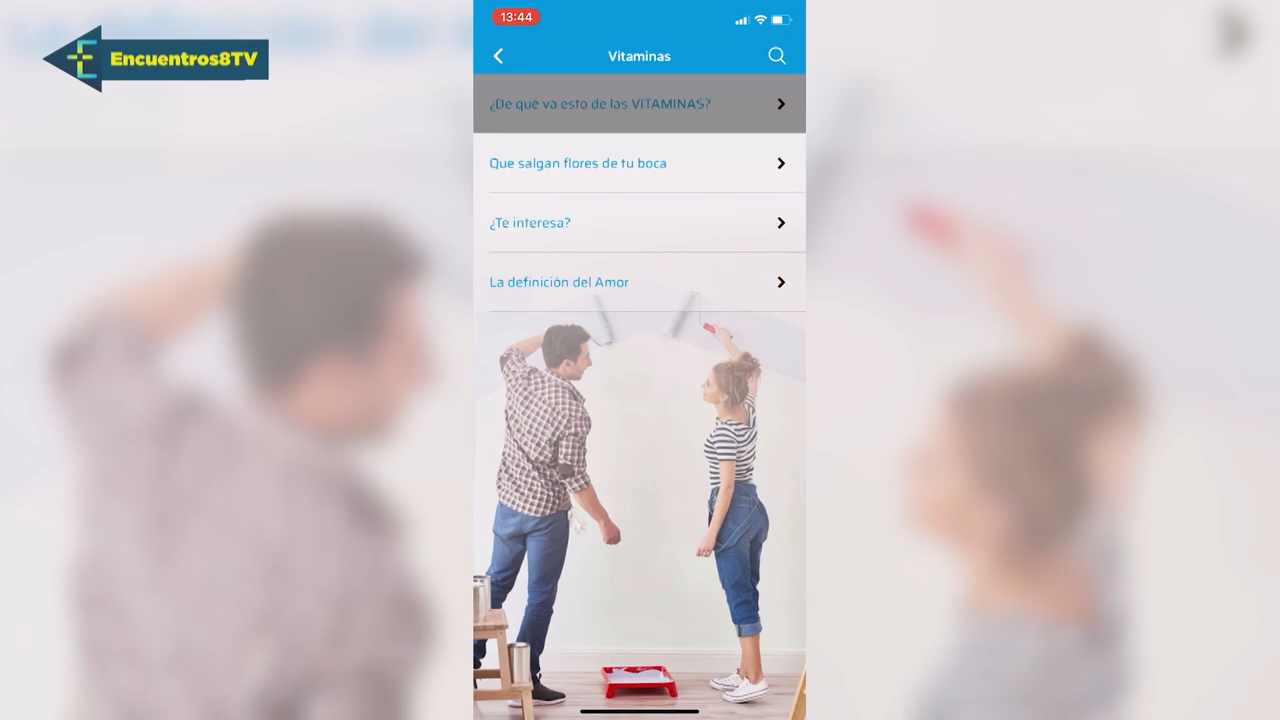 Encuentros8TV
13:44
Vitaminas
¿De qué va esto de las VITAMINAS?
Que salgan flores de tu boca
¿Te interesa?
La definición del Amor